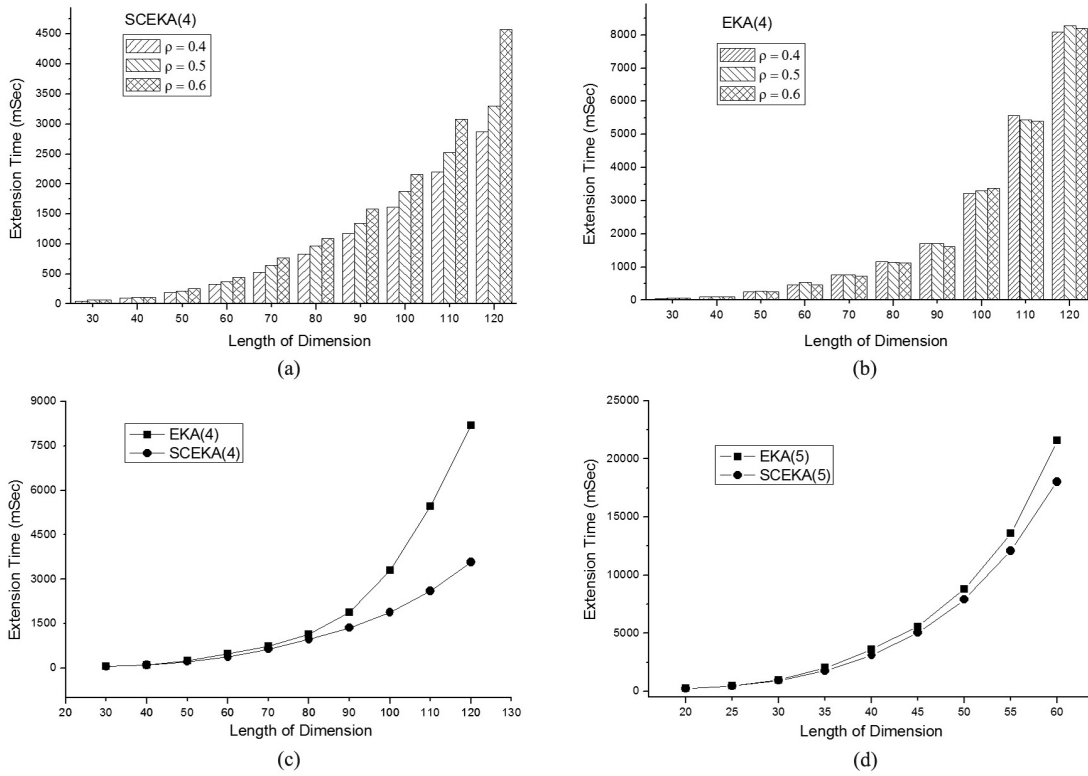 SCEKA(4)
ρ = 0.4
ρ = 0.5
ρ = 0.6
4500
4000
3500
3000
2500
2000
1500
1000
500
0
Extension Time (mSec)
30 40 50 60 70 80 90 100 110 120
Length of Dimension
(a)
EKA(4)
ρ = 0.4
ρ = 0.5
ρ = 0.6
8000
7000
6000
5000
4000
3000
2000
1000
0
Extension Time (mSec)
30 40 50 60 70 80 90 100 110 120
Length of Dimension
(b)
EKA(4)
SCEKA(4)
9000
7500
6000
4500
3000
1500
0
Extension Time (mSec)
20 30 40 50 60 70 80 90 100 110 120 130
Length of Dimension
(c)
EKA(5)
SCEKA(5)
25000
20000
15000
10000
5000
0
Extension Time (mSec)
20 25 30 35 40 45 50 55 60
Length of Dimension
(d)